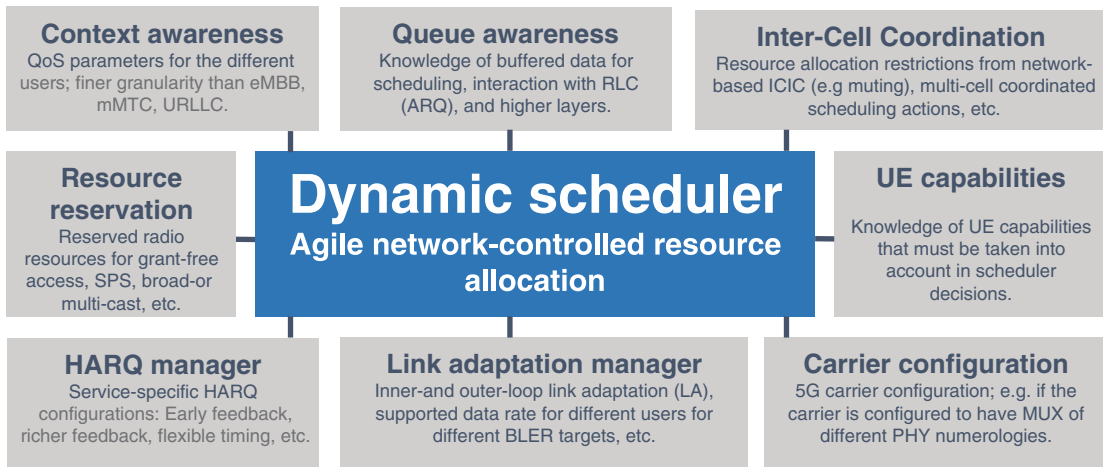 Context awareness
QoS parameters for the different
users; finer granularity than eMBB,
mMTC, URLLC.
Queue awareness
Knowledge of buffered data for
scheduling, interaction with RLC
(ARQ), and higher layers.
Inter-Cell Coordination
Resource allocation restrictions from network-
based ICIC (e.g muting), multi-cell coordinated
scheduling actions, etc.
Resource
reservation
Reserved radio
resources for grant-free
access, SPS, broad-or
multi-cast, etc.
Dynamic scheduler
Agile network-controlled resource
allocation
UE capabilities
Knowledge of UE capabilities
that must be taken into
account in scheduler
decisions.
HARQ manager
Service-specific HARQ
configurations: Early feedback,
richer feedback, flexible timing, etc.
Link adaptation manager
Inner-and outer-loop link adaptation (LA),
supported data rate for different users for
different BLER targets, etc.
Carrier configuration
5G carrier configuration; e.g. if the
carrier is configured to have MUX of
different PHY numerologies.